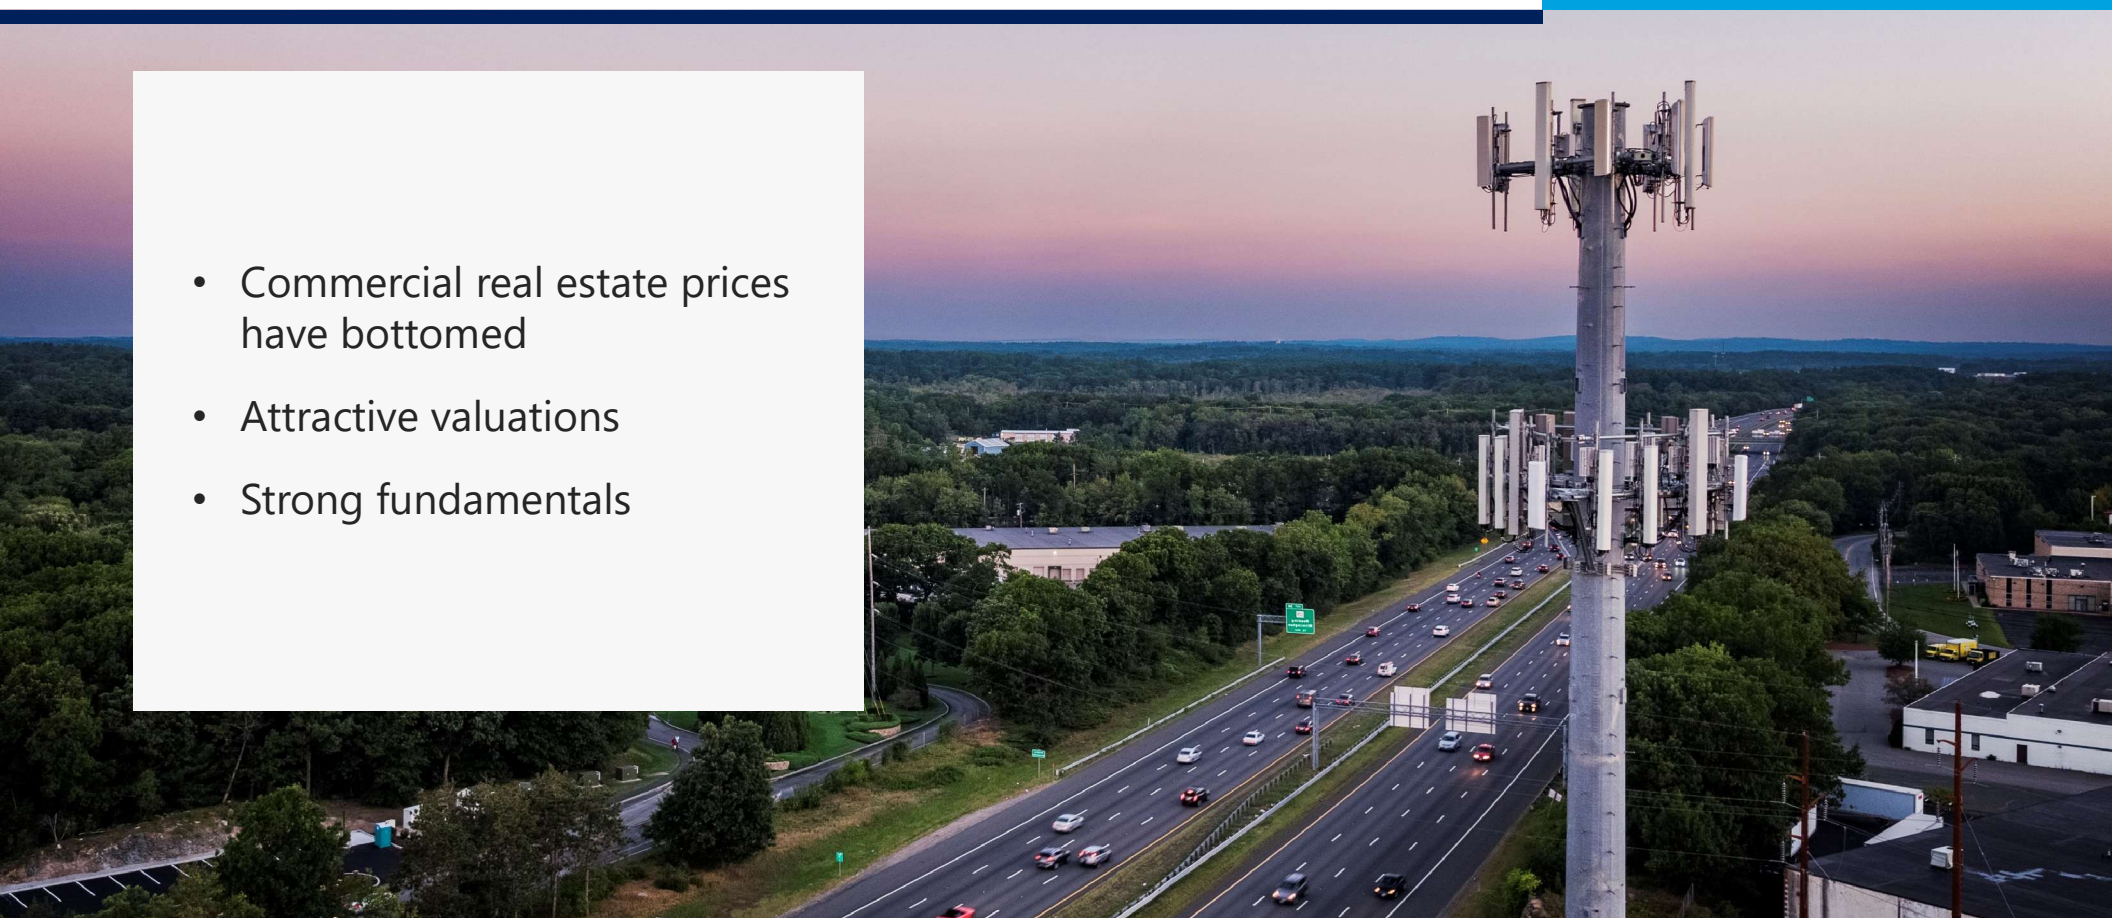 • Commercial real estate prices
have bottomed
• Attractive valuations
• Strong fundamentals